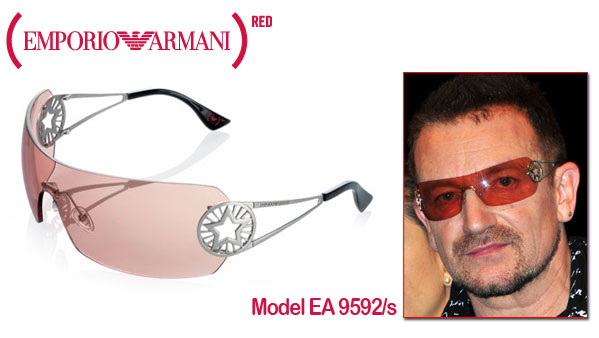 (EMPORIO ARMANI) RED
Model EA 9592/s